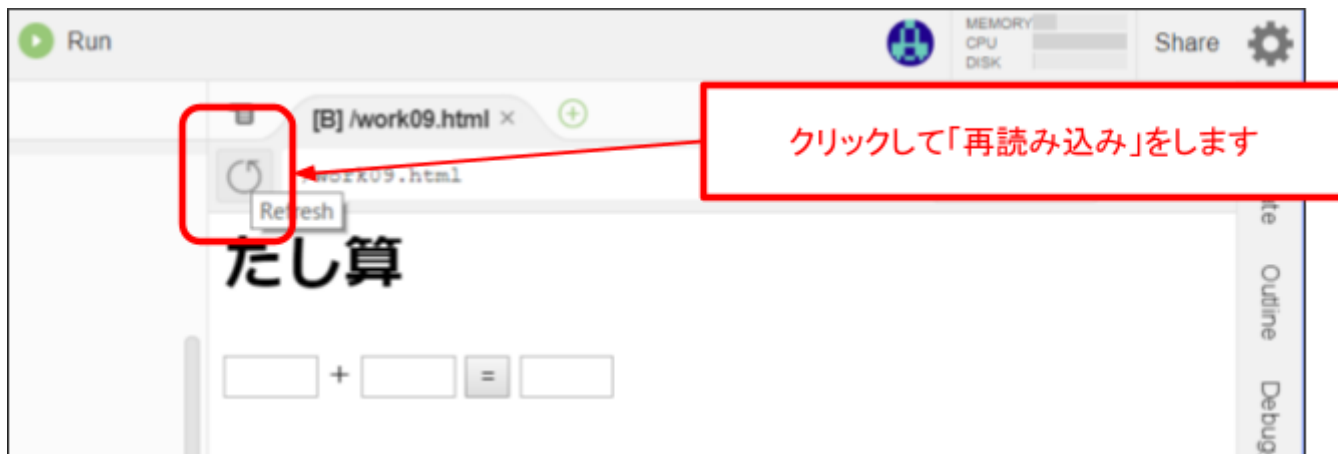 Run
MEMORY
CPU
DISK
Share
[B] /work09.html ×
クリックして「再読み込み」をします
/work09.html
Refresh
たし算
+ =
Outline
Debug